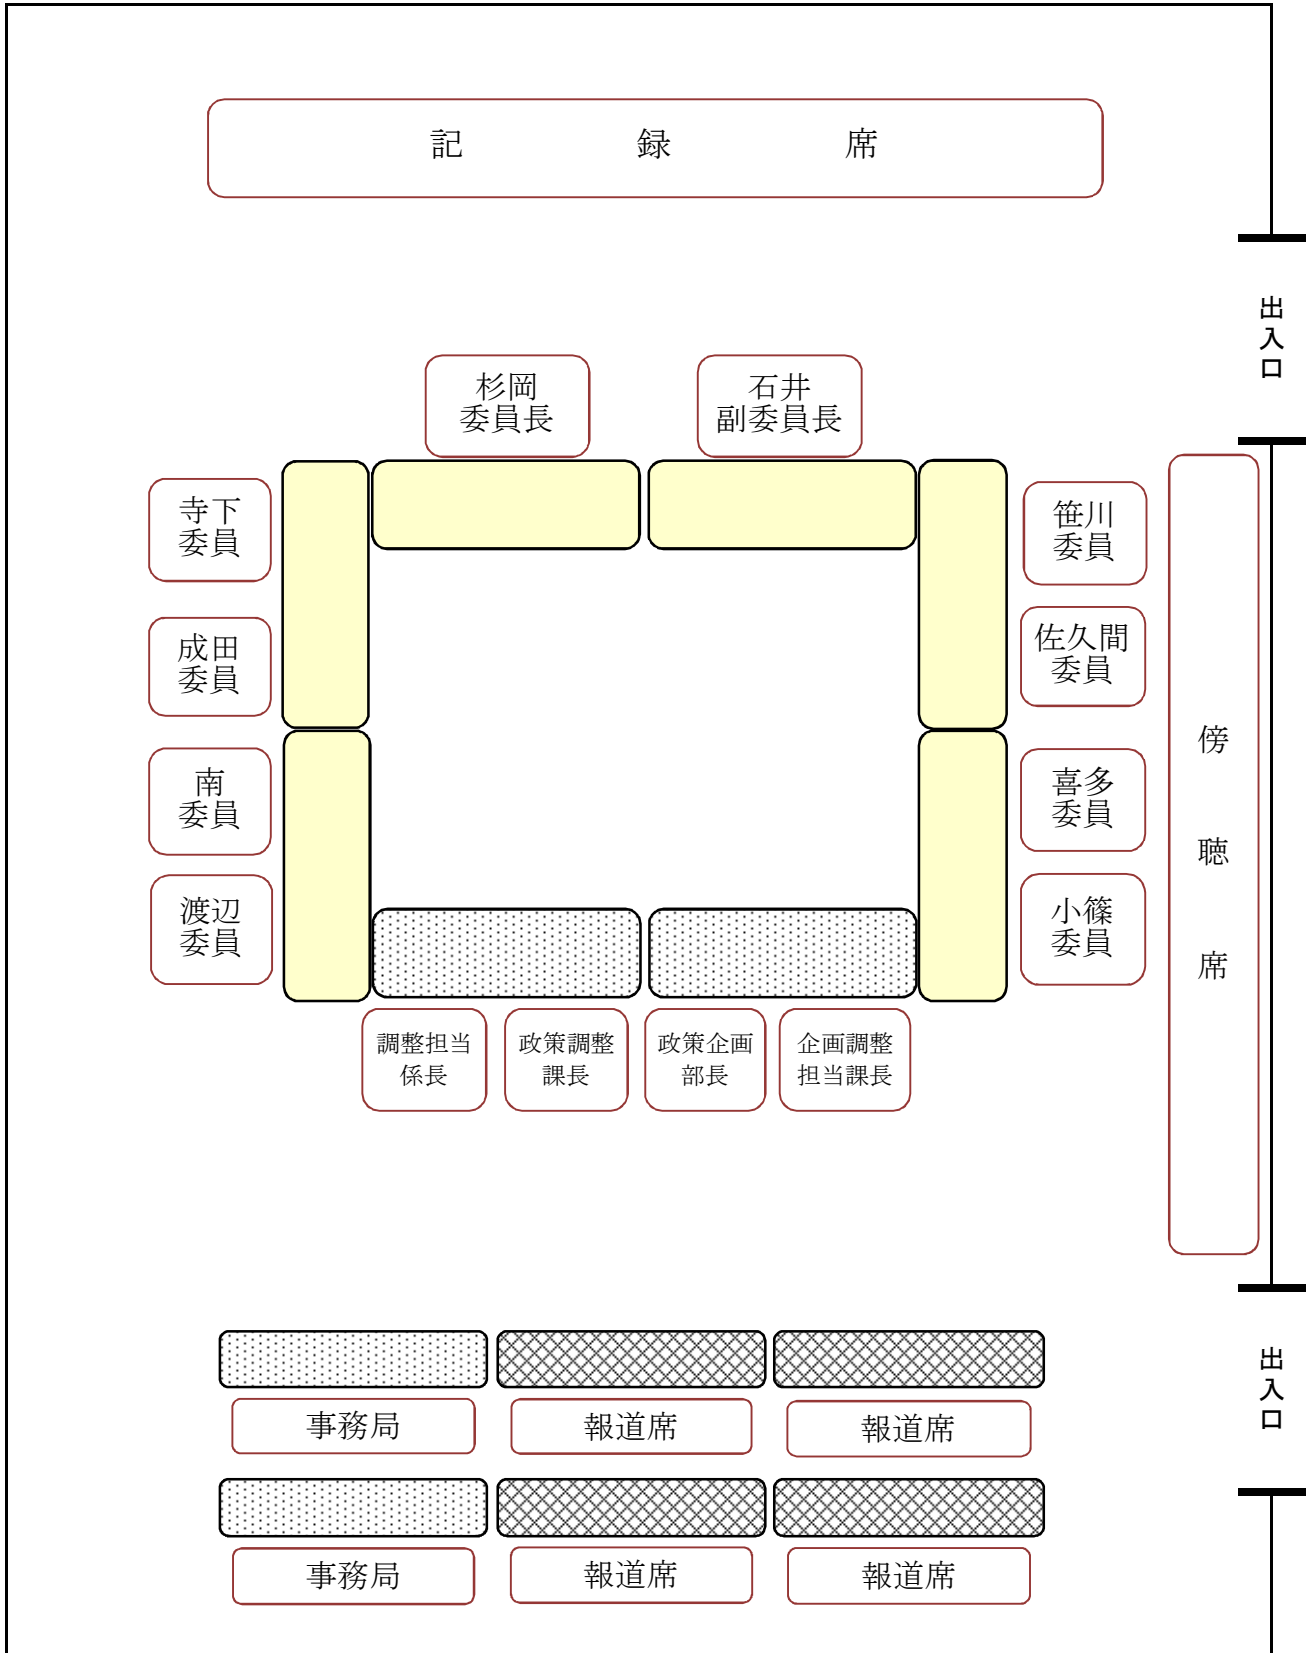 記録席
出入口
杉岡
委員長
石井
副委員長
寺下
委員
笹川
委員
成田
委員
佐久間
委員
南
委員
喜多
委員
渡辺
委員
小篠
委員
傍聴席
調整担当
係長
政策調整
課長
政策企画
部長
企画調整
担当課長
出入口
事務局
報道席
報道席
事務局
報道席
報道席